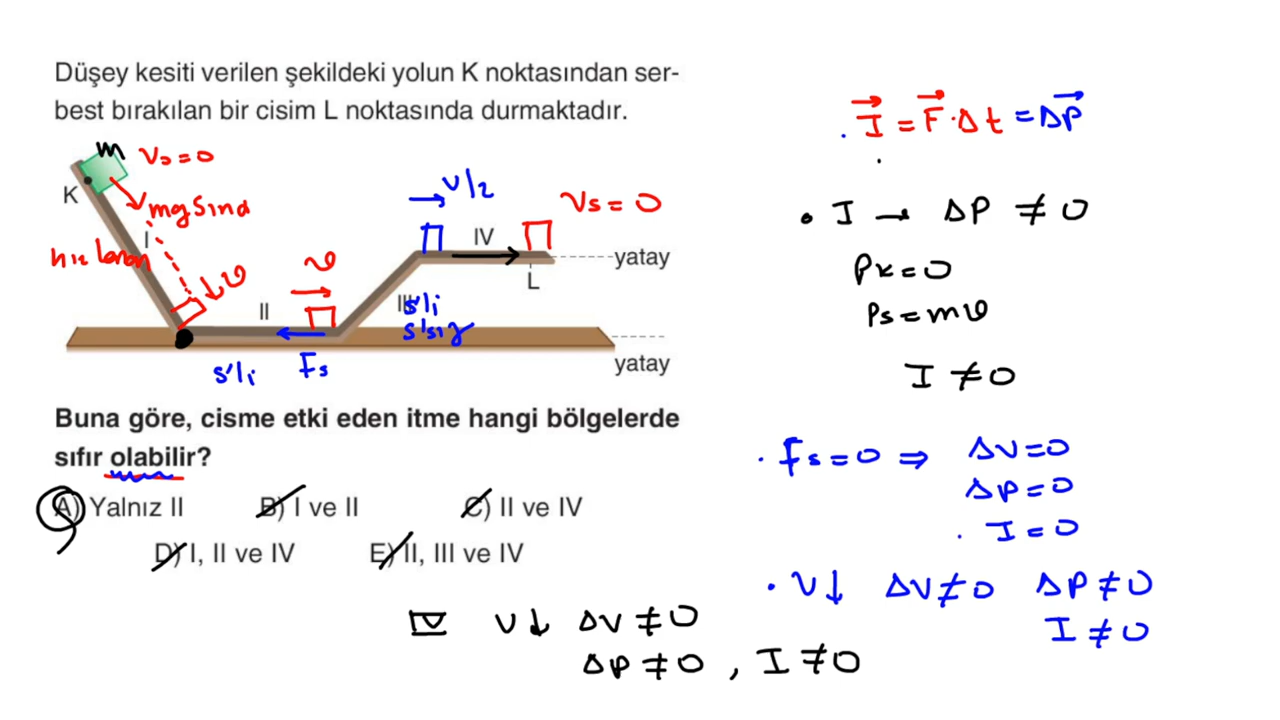 Düşey kesiti verilen şekildeki yolun K noktasından ser-
best bırakılan bir cisim L noktasında durmaktadır.
m
V₀ = 0
K
mg Sinα
I
hızlanan
υ
II
υ
s'li
Fs
III
s'li
s'siz
υ/2
IV
Vs = 0
L
yatay
yatay
Buna göre, cisme etki eden itme hangi bölgelerde
sıfır olabilir?
A) Yalnız II B) I ve II C) II ve IV
D) I, II ve IV E) II, III ve IV
IV υ↓ ΔV ≠ 0
ΔP ≠ 0 , I ≠ 0
I = F·Δt = ΔP
• I → ΔP ≠ 0
Pк = 0
Ps = mυ
I ≠ 0
• Fs = 0 ⇒ ΔV = 0
ΔP = 0
• I = 0
• V↓ ΔV ≠ 0 ΔP ≠ 0
I ≠ 0